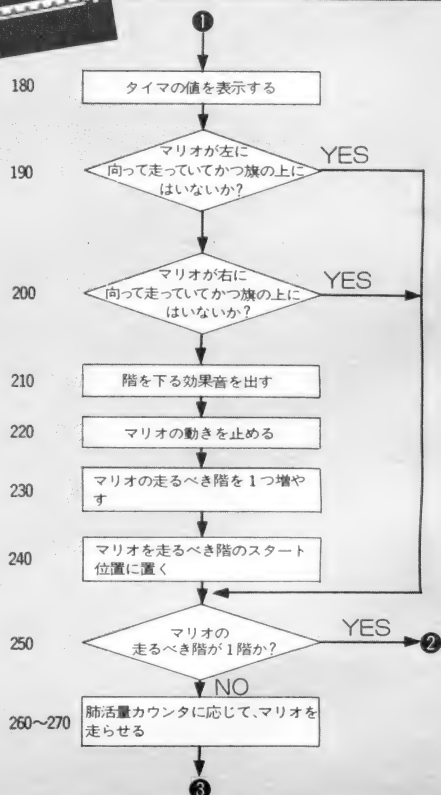 ❶
180
タイマの値を表示する
190
マリオが左に
向って走っていてかつ旗の上に
はいないか?
YES
200
マリオが右に
向って走っていてかつ旗の上に
はいないか?
YES
210
階を下る効果音を出す
220
マリオの動きを止める
230
マリオの走るべき階を1つ増や
す
240
マリオを走るべき階のスタート
位置に置く
250
マリオの
走るべき階が1階か?
YES
❷
NO
260〜270
肺活量カウンタに応じて、マリオを
走らせる
❸